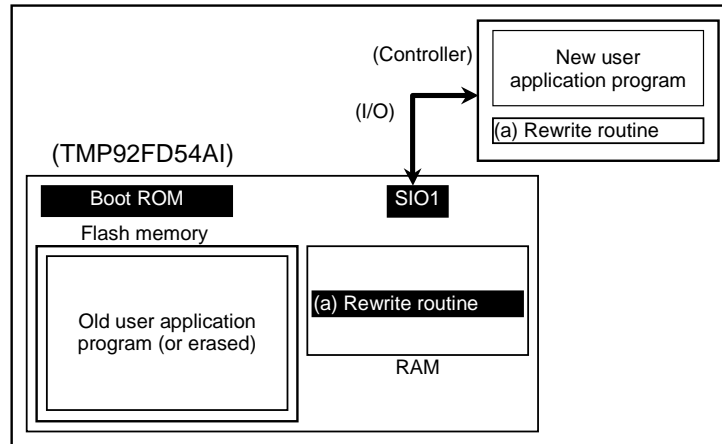 (Controller)
New user
application program
(I/O)
(a) Rewrite routine
(TMP92FD54AI)
Boot ROM
SIO1
Flash memory
Old user application
program (or erased)
(a) Rewrite routine
RAM